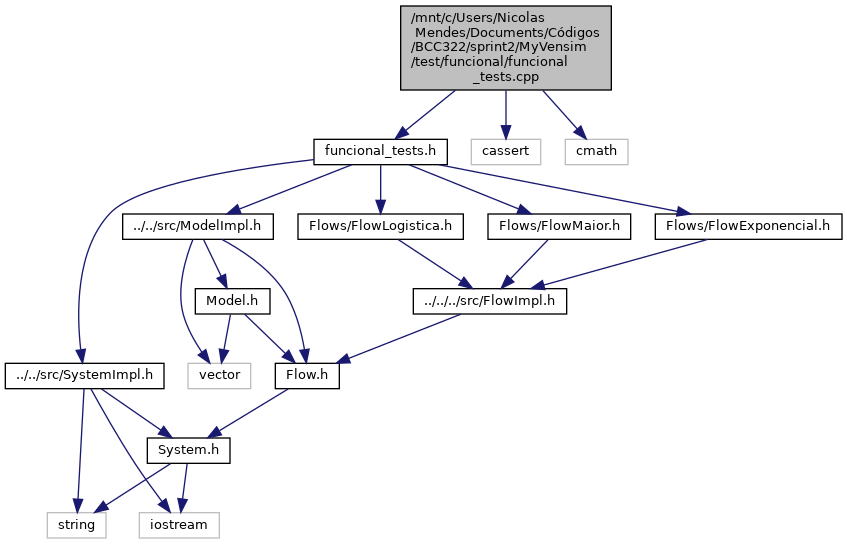 /mnt/c/Users/Nicolas
Mendes/Documents/Códigos
/BCC322/sprint2/MyVensim
/test/funcional/funcional
_tests.cpp
funcional_tests.h
cassert
cmath
../../src/ModelImpl.h
Flows/FlowLogistica.h
Flows/FlowMaior.h
Flows/FlowExponencial.h
Model.h
../../../src/FlowImpl.h
../../src/SystemImpl.h
vector
Flow.h
System.h
string
iostream